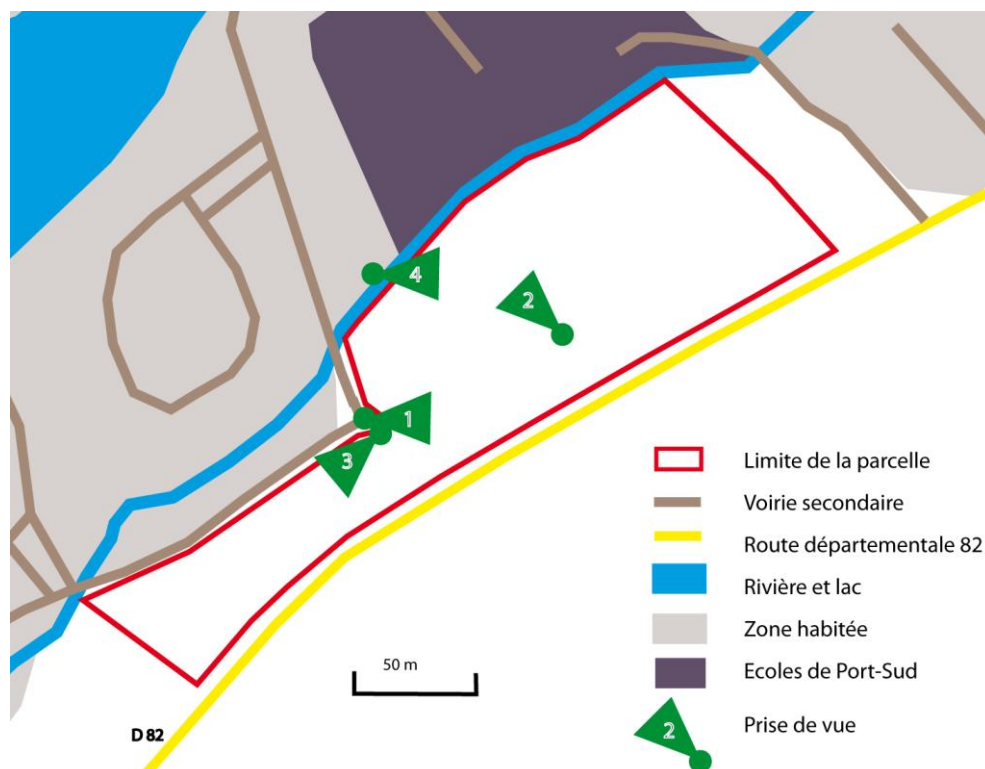 4
2
1
3
Limite de la parcelle
Voirie secondaire
Route départementale 82
Rivière et lac
Zone habitée
Ecoles de Port-Sud
2
Prise de vue
50 m
D 82